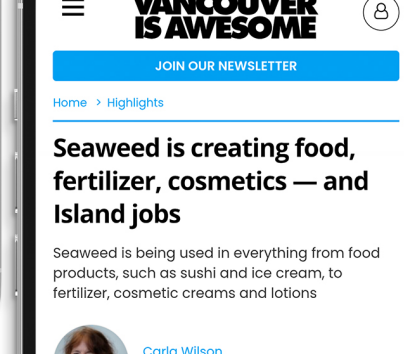 VANCOUVER
IS AWESOME
JOIN OUR NEWSLETTER
Home > Highlights
Seaweed is creating food,
fertilizer, cosmetics — and
Island jobs
Seaweed is being used in everything from food
products, such as sushi and ice cream, to
fertilizer, cosmetic creams and lotions
Carla Wilson